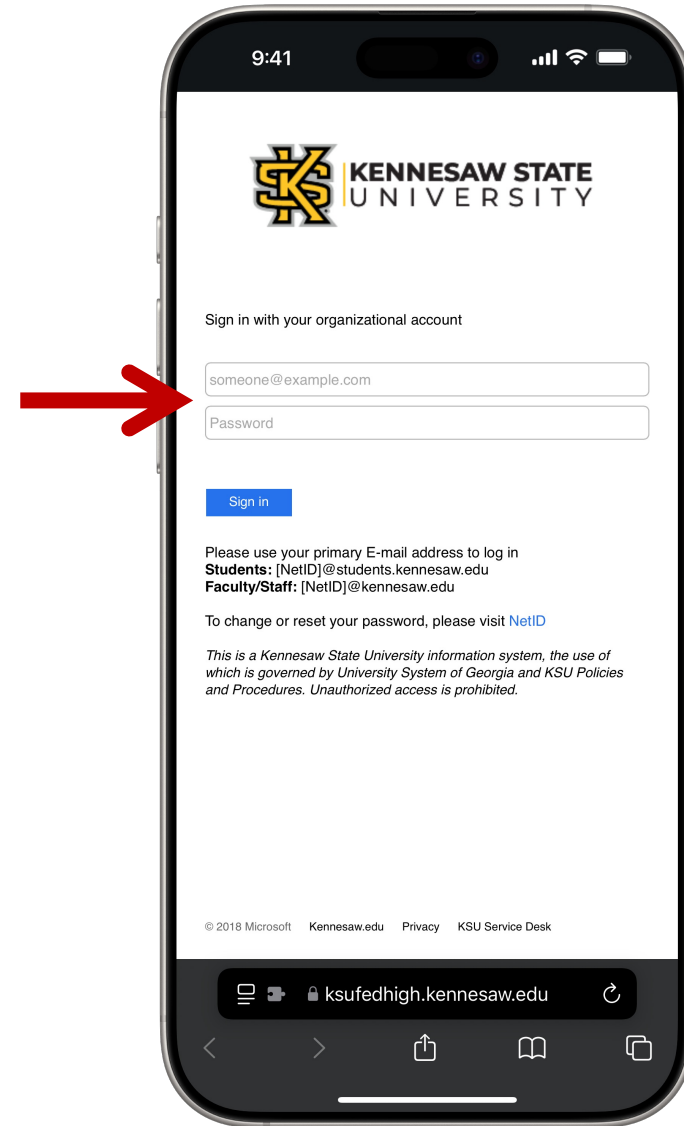 9:41
KS
KENNESAW STATE
UNIVERSITY
Sign in with your organizational account
someone@example.com
Password
Sign in
Please use your primary E-mail address to log in
Students: [NetID]@students.kennesaw.edu
Faculty/Staff: [NetID]@kennesaw.edu
To change or reset your password, please visit NetID
This is a Kennesaw State University information system, the use of
which is governed by University System of Georgia and KSU Policies
and Procedures. Unauthorized access is prohibited.
© 2018 Microsoft Kennesaw.edu Privacy KSU Service Desk
ksufedhigh.kennesaw.edu